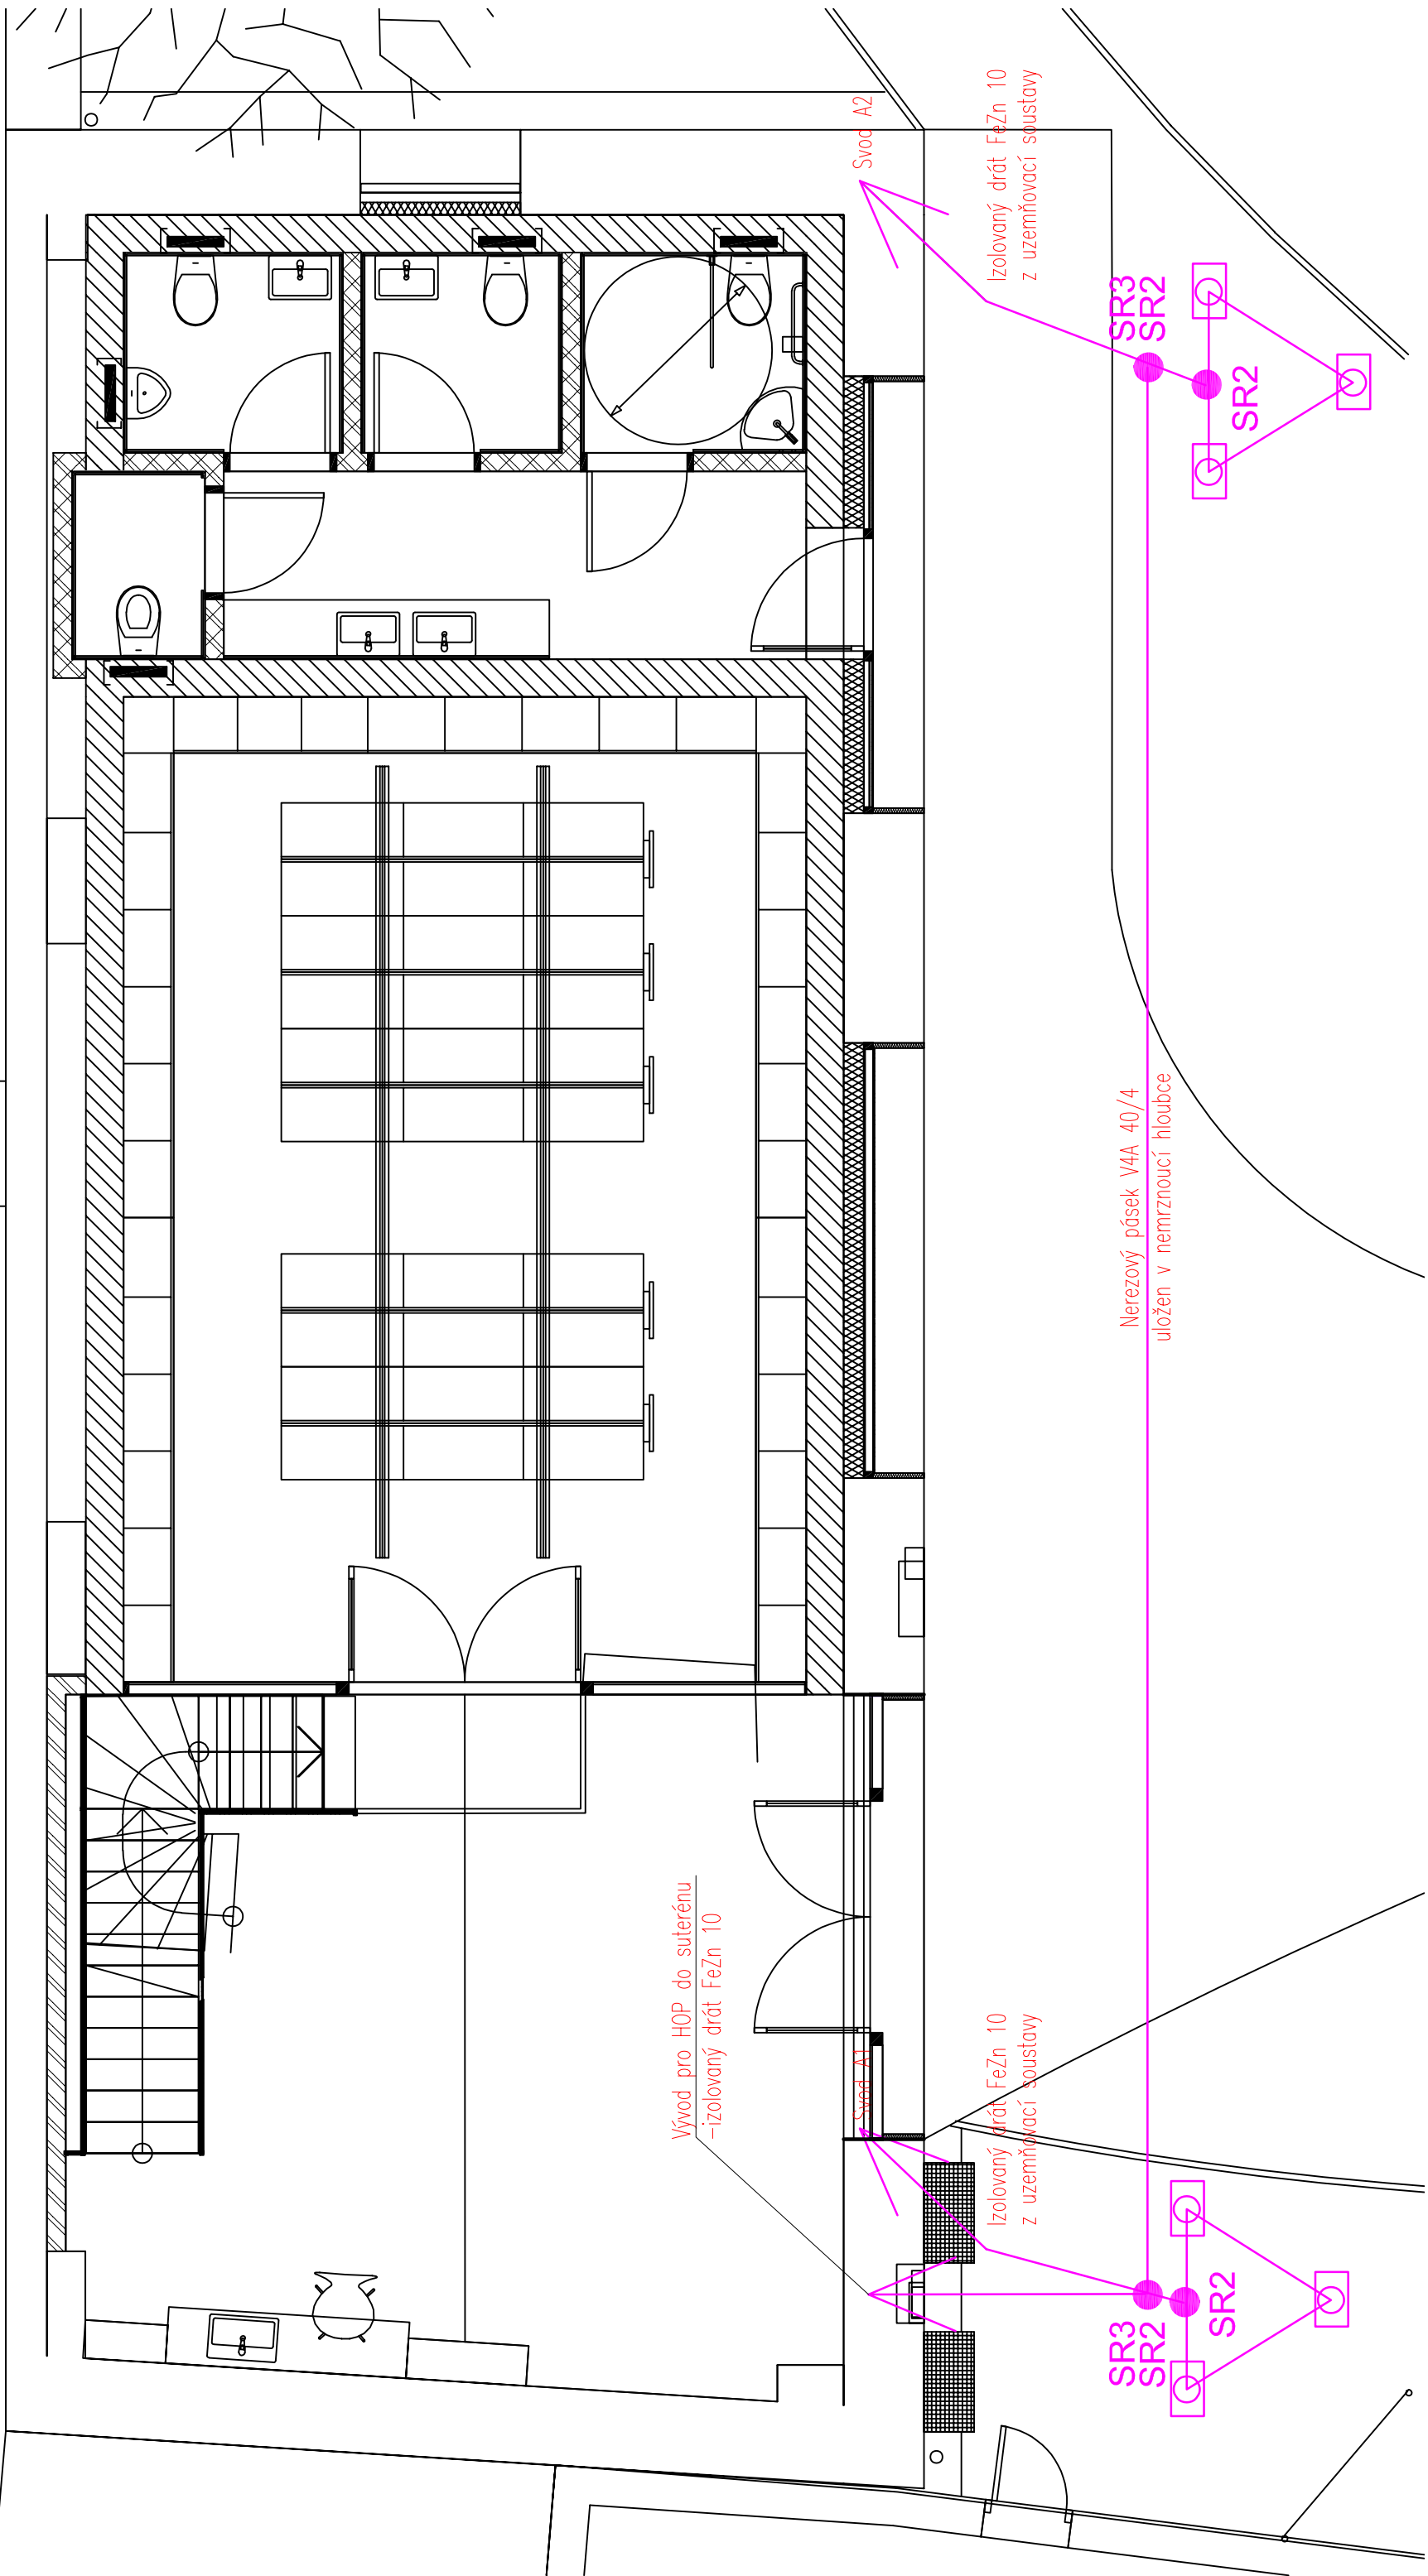 Svod A2
Izolovaný drát FeZn 10
z uzemňovací soustavy
SR3
SR2
SR2
Nerezový pásek V4A 40/4
uložen v nemrznoucí hloubce
Vývod pro HOP do suterénu
-izolovaný drát FeZn 10
Svod A1
Izolovaný drát FeZn 10
z uzemňovací soustavy
SR3
SR2
SR2